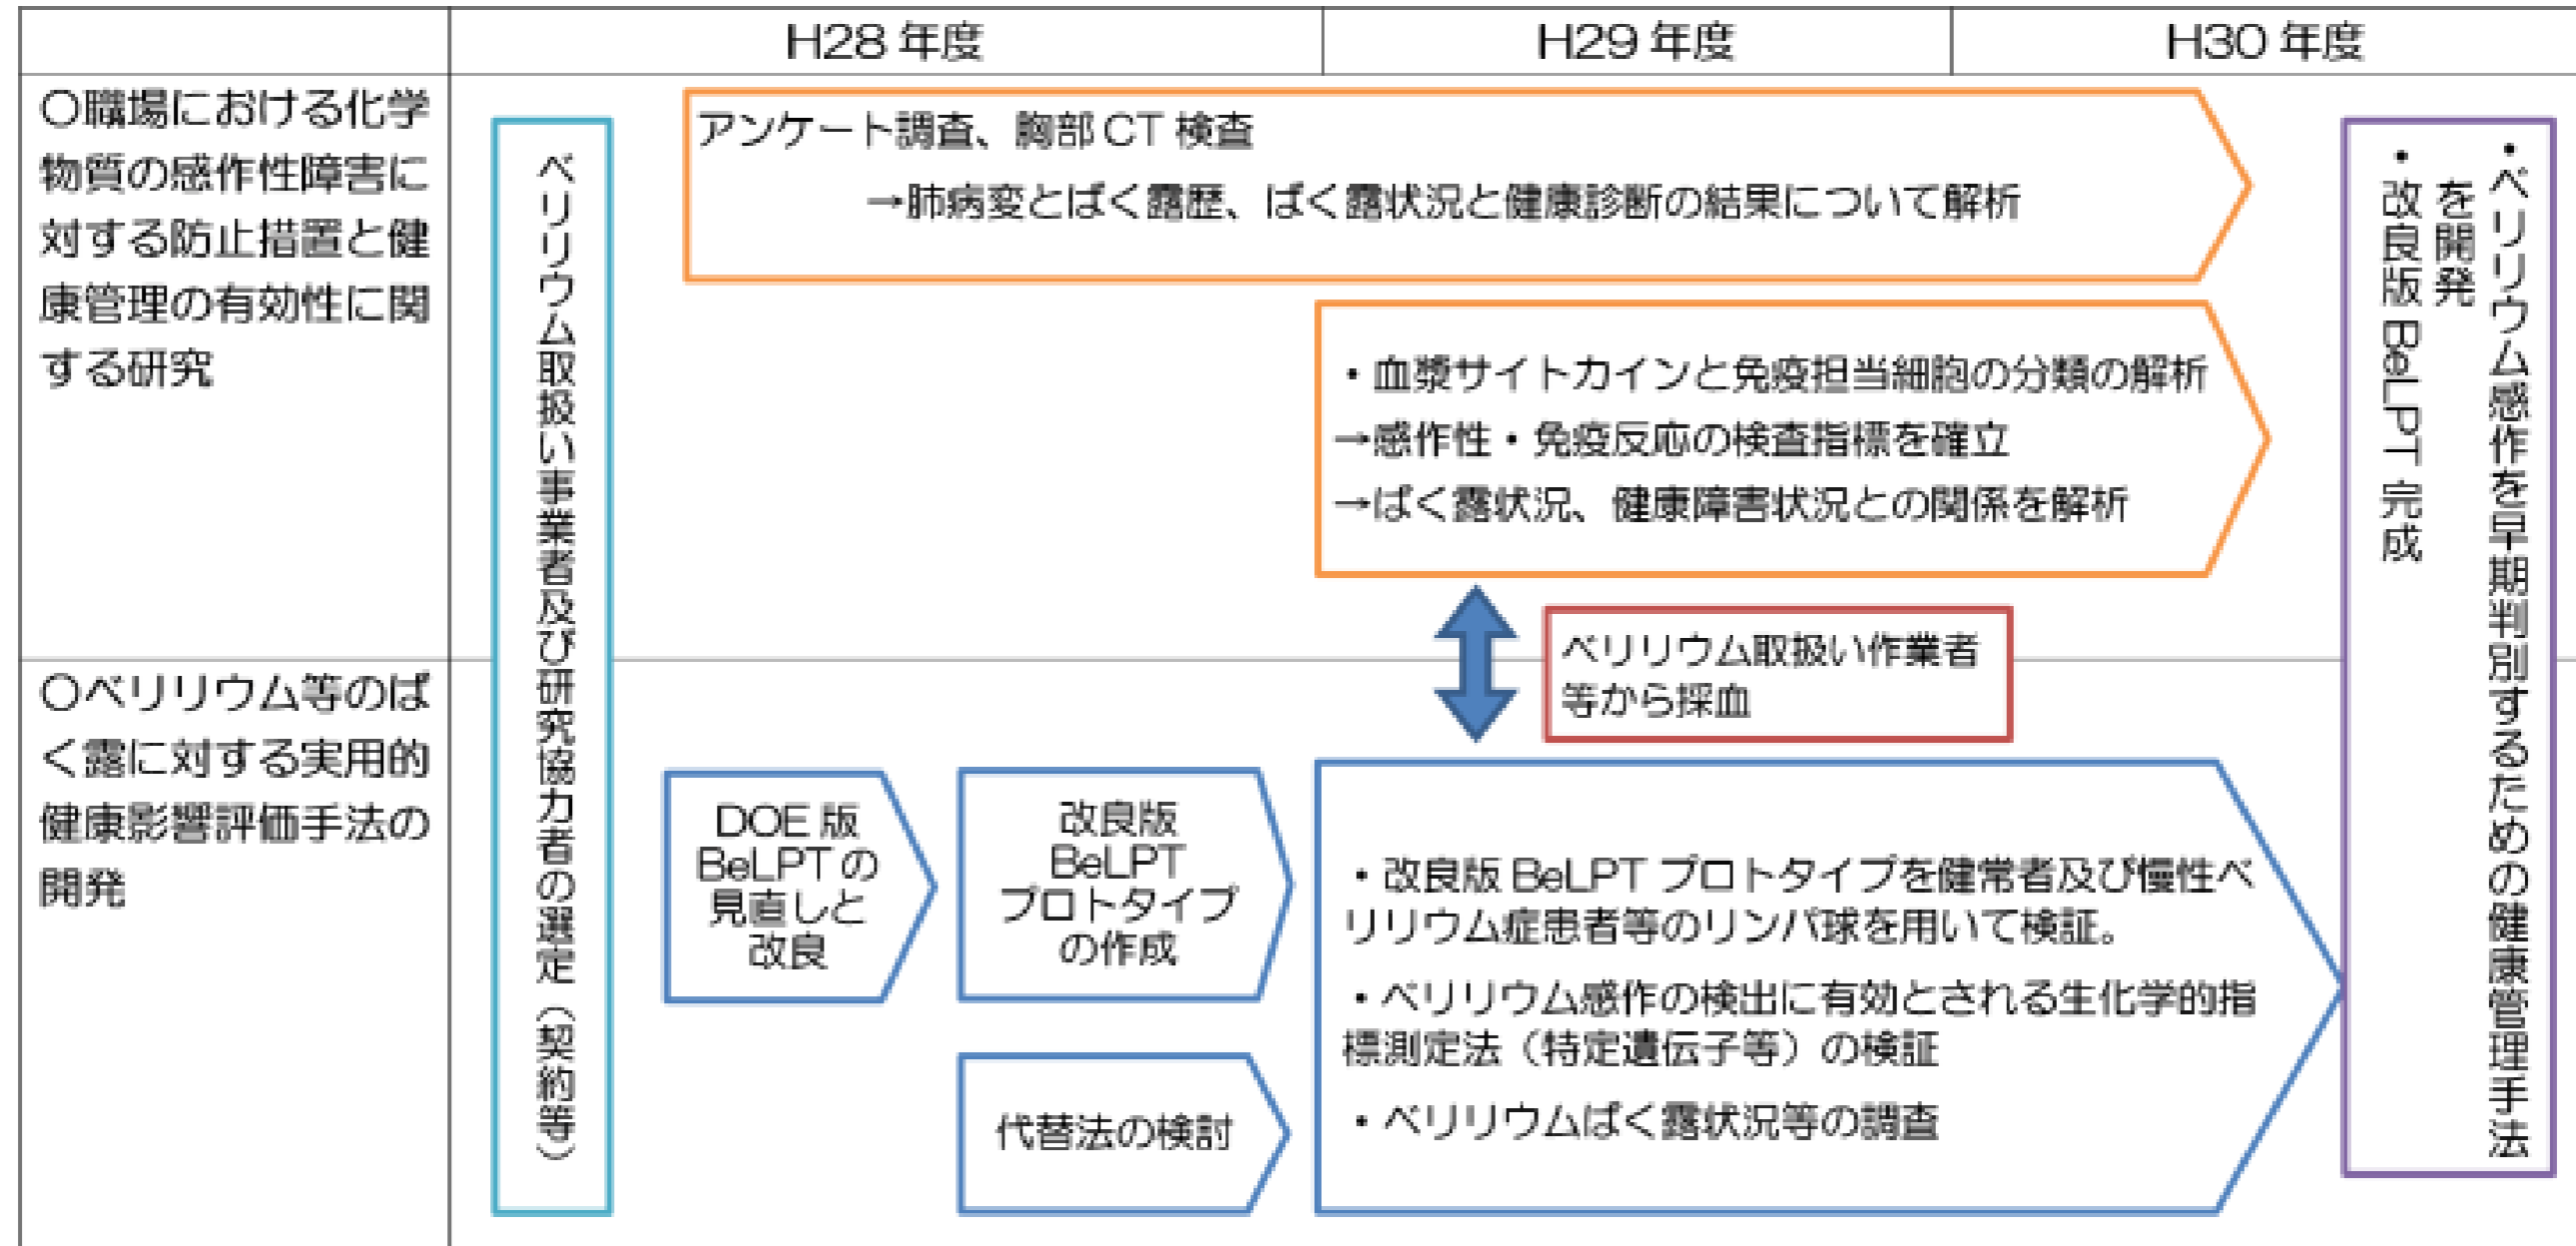 H28 年度
H29 年度
H30 年度
〇職場における化学
物質の感作性障害に
対する防止措置と健
康管理の有効性に関
する研究
ベリリウム取扱い事業者及び研究協力者の選定（契約等）
アンケート調査、胸部 CT 検査
→肺病変とばく露歴、ばく露状況と健康診断の結果について解析
・血漿サイトカインと免疫担当細胞の分類の解析
→感作性・免疫反応の検査指標を確立
→ばく露状況、健康障害状況との関係を解析
ベリリウム取扱い作業者
等から採血
〇ベリリウム等のば
く露に対する実用的
健康影響評価手法の
開発
DOE 版
BeLPT の
見直しと
改良
改良版
BeLPT
プロトタイプ
の作成
代替法の検討
・改良版 BeLPT プロトタイプを健常者及び慢性ベ
リリウム症患者等のリンパ球を用いて検証。
・ベリリウム感作の検出に有効とされる生化学的指
標測定法（特定遺伝子等）の検証
・ベリリウムばく露状況等の調査
・ベリリウム感作を早期判別するための健康管理手法
を開発
・改良版 BeLPT 完成